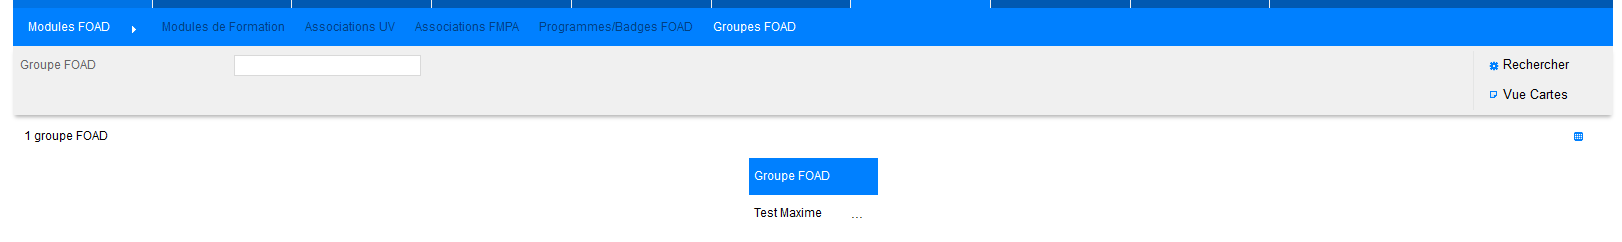 Modules FOAD Modules de Formation Associations UV Associations FMPA Programmes/Badges FOAD Groupes FOAD
Groupe FOAD
Rechercher
Vue Cartes
1 groupe FOAD
Groupe FOAD
Test Maxime ...